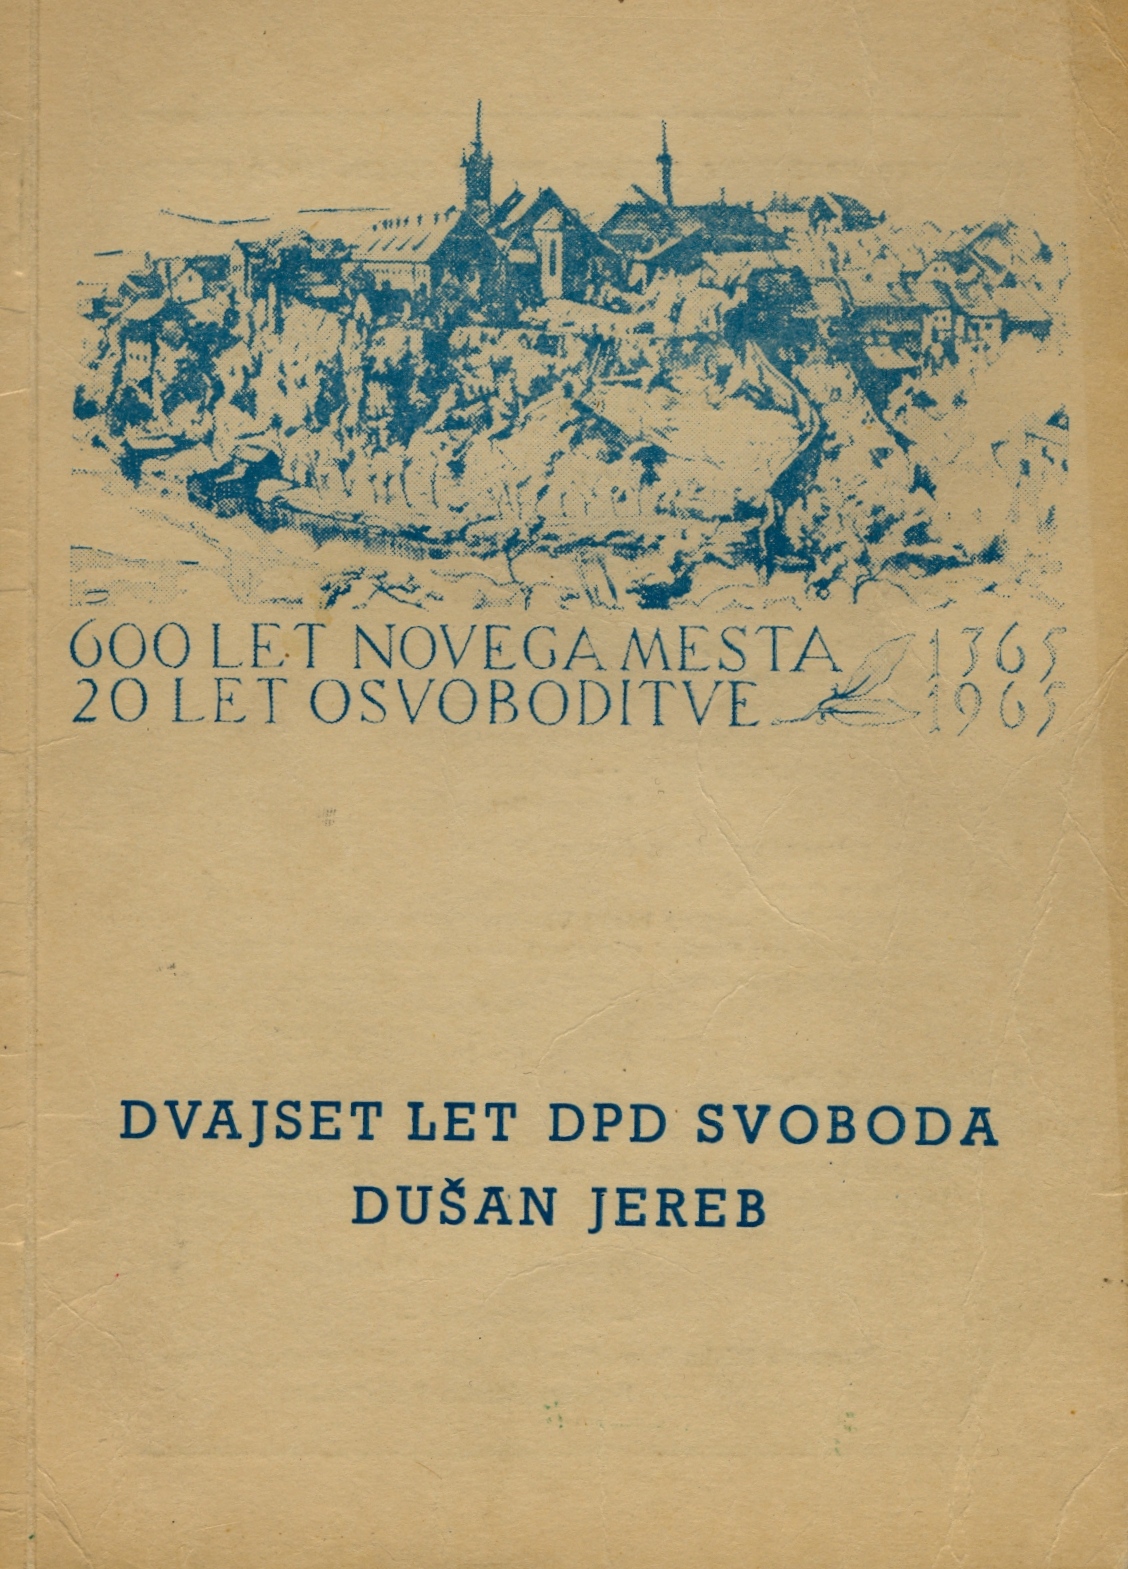 600 LET NOVEGA MESTA 1365
20 LET OSVOBODITVE 1965
DVAJSET LET DPD SVOBODA
DUŠAN JEREB